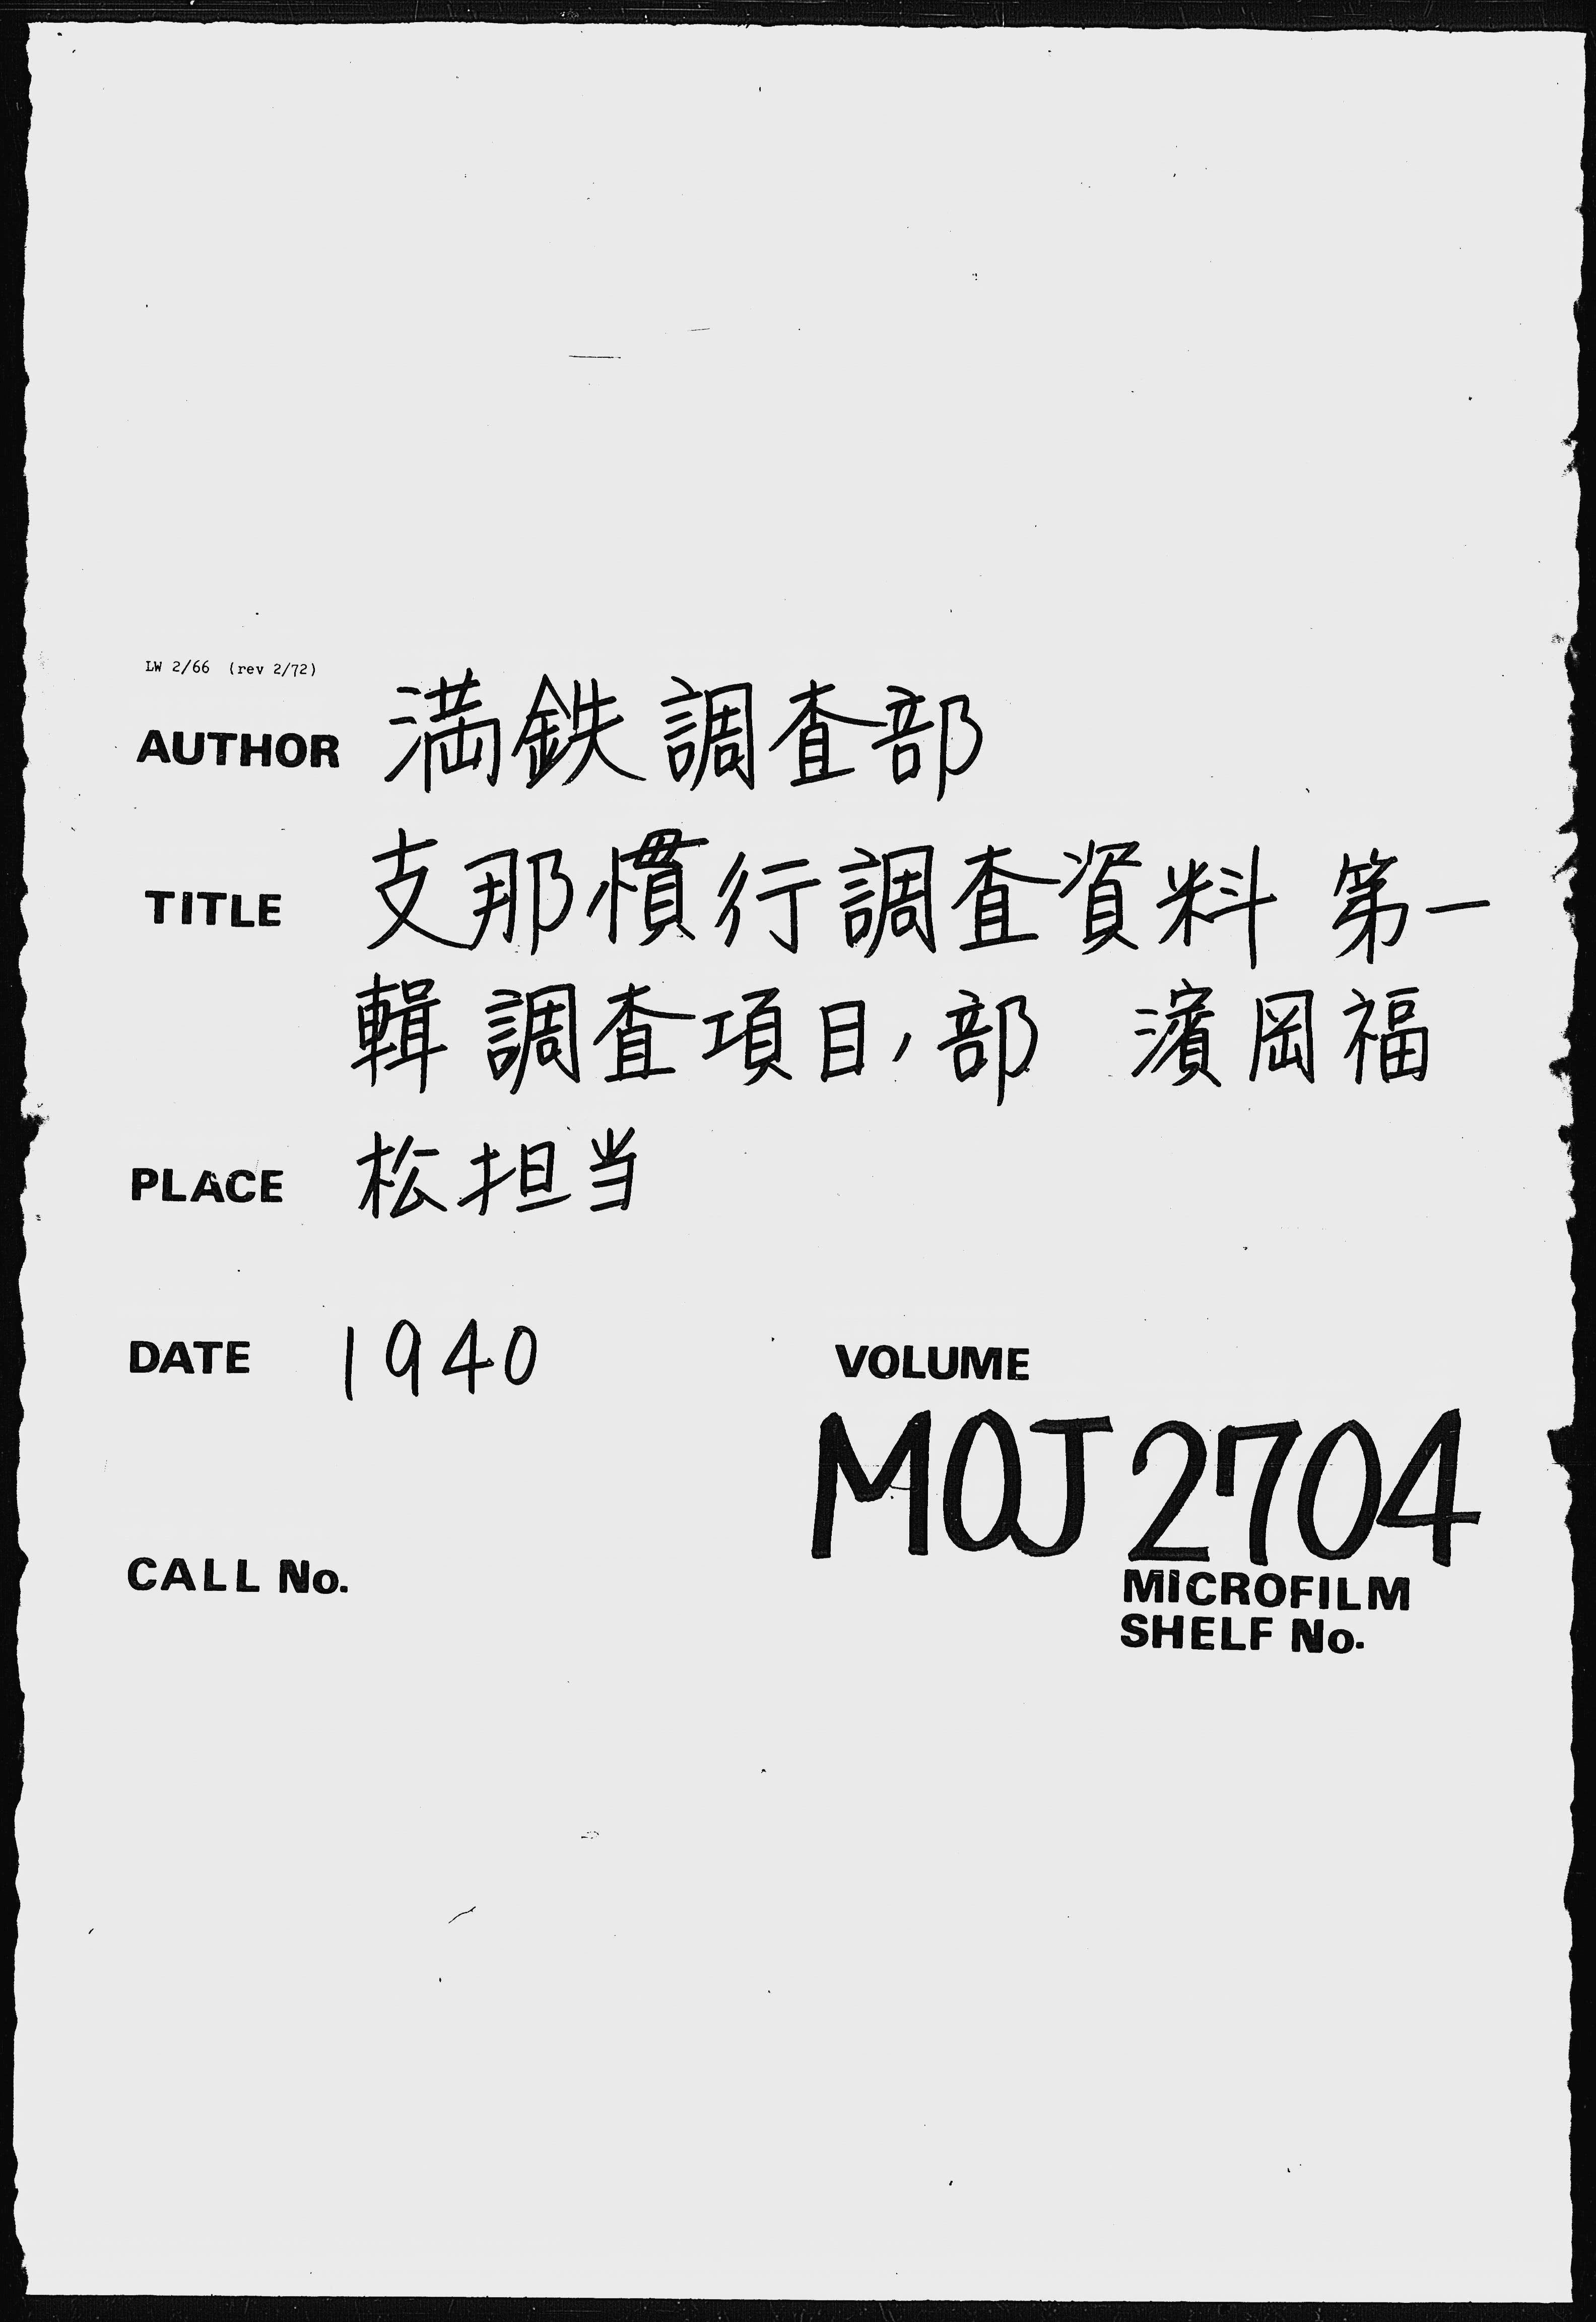 LW 2/66 (rev 2/72)
AUTHOR 満鉄調査部
TITLE 支那慣行調査資料 第一
輯 調査項目ノ部 濱岡福
PLACE 松担当
DATE 1940
VOLUME
MOJ 2704
CALL No.
MICROFILM
SHELF No.